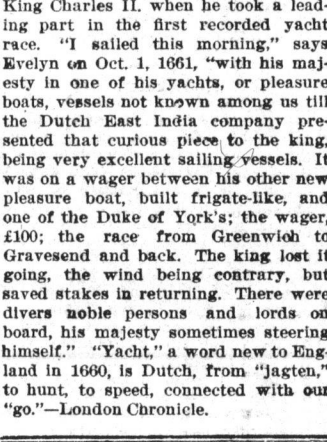 King Charles II. when he took a lead-
ing part in the first recorded yacht
race. "I sailed this morning," says
Evelyn on Oct. 1, 1661, "with his maj-
esty in one of his yachts, or pleasure
boats, vessels not known among us till
the Dutch East India company pre-
sented that curious piece to the king,
being very excellent sailing vessels. It
was on a wager between his other new
pleasure boat, built frigate-like, and
one of the Duke of York's; the wager,
£100; the race from Greenwich to
Gravesend and back. The king lost it
going, the wind being contrary, but
saved stakes in returning. There were
divers noble persons and lords on
board, his majesty sometimes steering
himself." "Yacht," a word new to Eng-
land in 1660, is Dutch, from "jagten,"
to hunt, to speed, connected with our
"go."—London Chronicle.